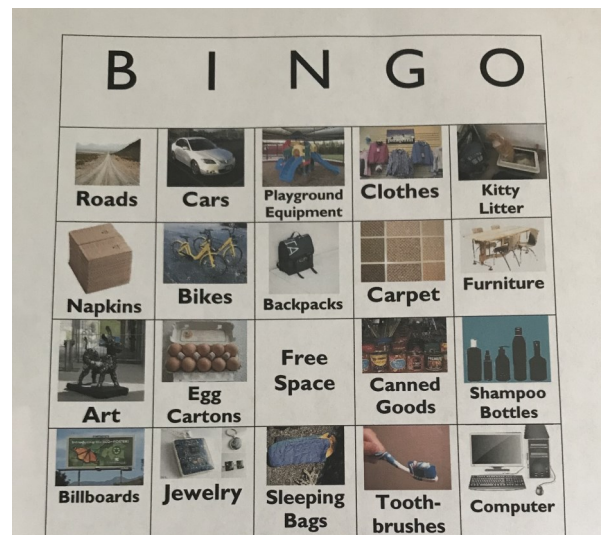 B I N G O
Roads
Cars
Playground
Equipment
Clothes
Kitty
Litter
Napkins
Bikes
Backpacks
Carpet
Furniture
Art
Egg
Cartons
Free
Space
Canned
Goods
Shampoo
Bottles
Billboards
Jewelry
Sleeping
Bags
Tooth-
brushes
Computer